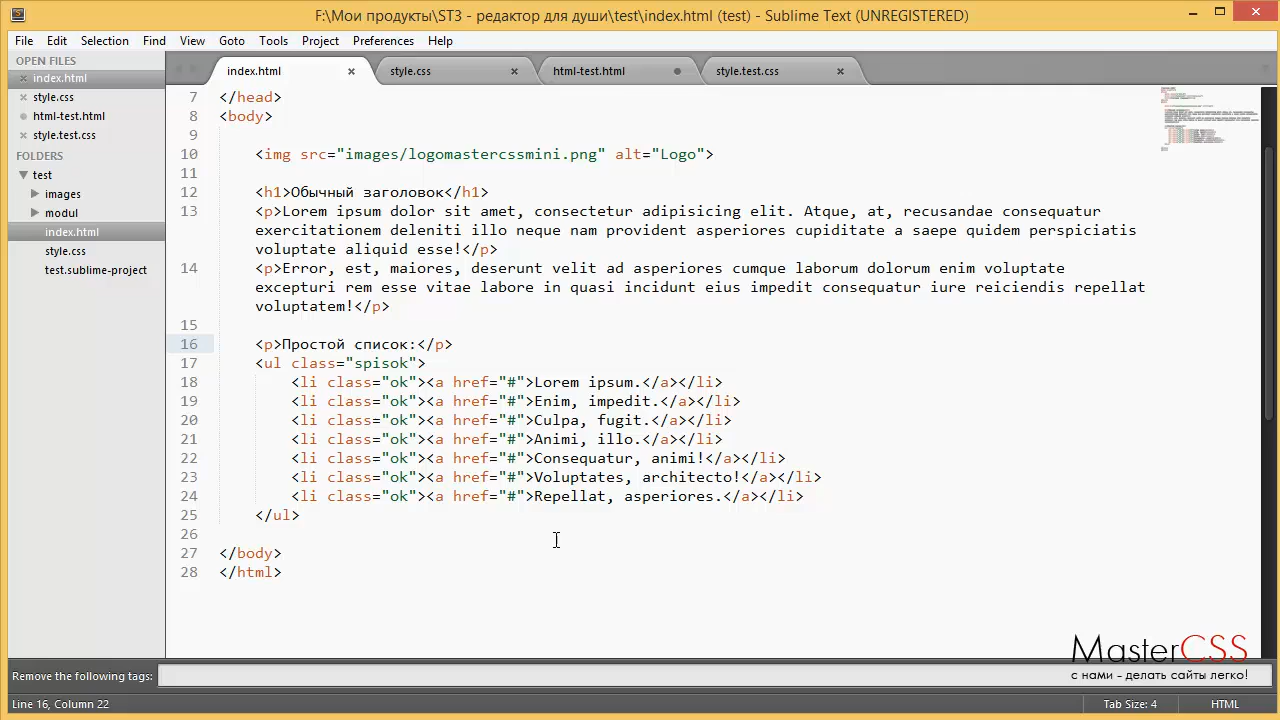 F:\Мои продукты\ST3 - редактор для души\test\index.html (test) - Sublime Text (UNREGISTERED)
File Edit Selection Find View Goto Tools Project Preferences Help
OPEN FILES
index.html
style.css
html-test.html
style.test.css
FOLDERS
test
images
modul
index.html
style.css
test.sublime-project
index.html style.css html-test.html style.test.css
7 </head>
8 <body>
9
10 <img src="images/logomastercssmini.png" alt="Logo">
11
12 <h1>Обычный заголовок</h1>
13 <p>Lorem ipsum dolor sit amet, consectetur adipisicing elit. Atque, at, recusandae consequatur
exercitationem deleniti illo neque nam provident asperiores cupiditate a saepe quidem perspiciatis
voluptate aliquid esse!</p>
14 <p>Error, est, maiores, deserunt velit ad asperiores cumque laborum dolorum enim voluptate
excepturi rem esse vitae labore in quasi incidunt eius impedit consequatur iure reiciendis repellat
voluptatem!</p>
15
16 <p>Простой список:</p>
17 <ul class="spisok">
18 <li class="ok"><a href="#">Lorem ipsum.</a></li>
19 <li class="ok"><a href="#">Enim, impedit.</a></li>
20 <li class="ok"><a href="#">Culpa, fugit.</a></li>
21 <li class="ok"><a href="#">Animi, illo.</a></li>
22 <li class="ok"><a href="#">Consequatur, animi!</a></li>
23 <li class="ok"><a href="#">Voluptates, architecto!</a></li>
24 <li class="ok"><a href="#">Repellat, asperiores.</a></li>
25 </ul>
26
27 </body>
28 </html>
MasterCSS
с нами - делать сайты легко!
Remove the following tags:
Line 16, Column 22 Tab Size: 4 HTML